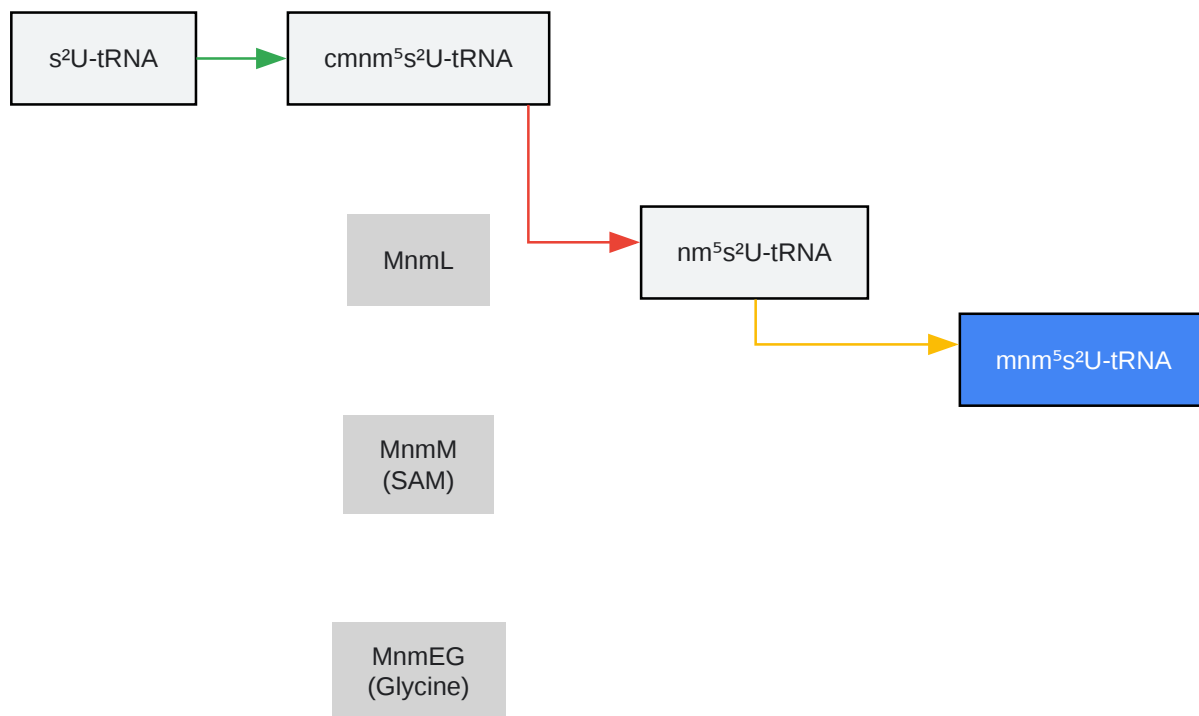 s²U-tRNA
cmnm⁵s²U-tRNA
MnmL
nm⁵s²U-tRNA
mnm⁵s²U-tRNA
MnmM
(SAM)
MnmEG
(Glycine)